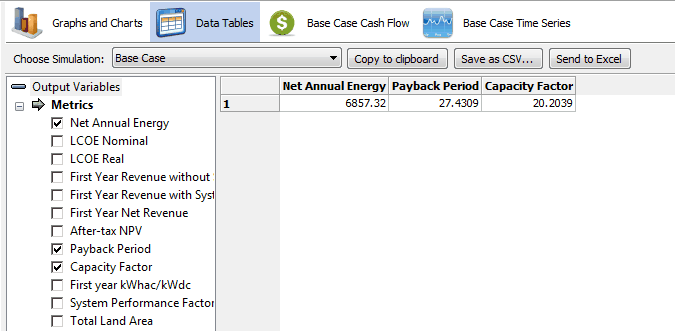 Graphs and Charts Data Tables Base Case Cash Flow Base Case Time Series
Choose Simulation: Base Case Copy to clipboard Save as CSV... Send to Excel
Output Variables
Metrics
Net Annual Energy
LCOE Nominal
LCOE Real
First Year Revenue without
First Year Revenue with Syst
First Year Net Revenue
After-tax NPV
Payback Period
Capacity Factor
First year kWhac/kWdc
System Performance Factor
Total Land Area
Net Annual Energy Payback Period Capacity Factor
1 6857.32 27.4309 20.2039